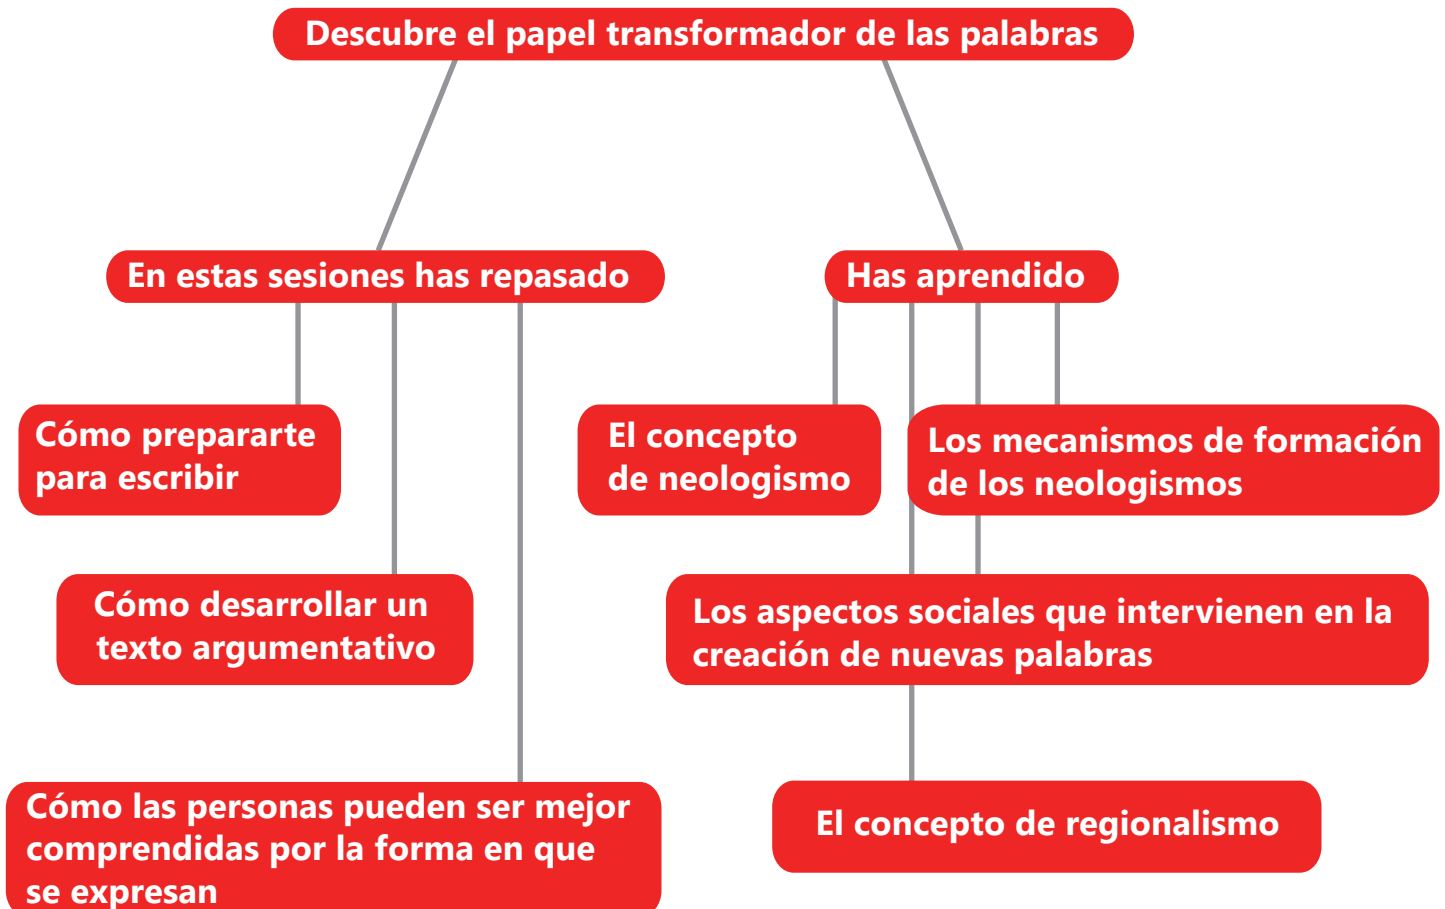 Descubre el papel transformador de las palabras
En estas sesiones has repasado
Has aprendido
Cómo prepararte
para escribir
El concepto
de neologismo
Los mecanismos de formación
de los neologismos
Cómo desarrollar un
texto argumentativo
Los aspectos sociales que intervienen en la
creación de nuevas palabras
Cómo las personas pueden ser mejor
comprendidas por la forma en que
se expresan
El concepto de regionalismo